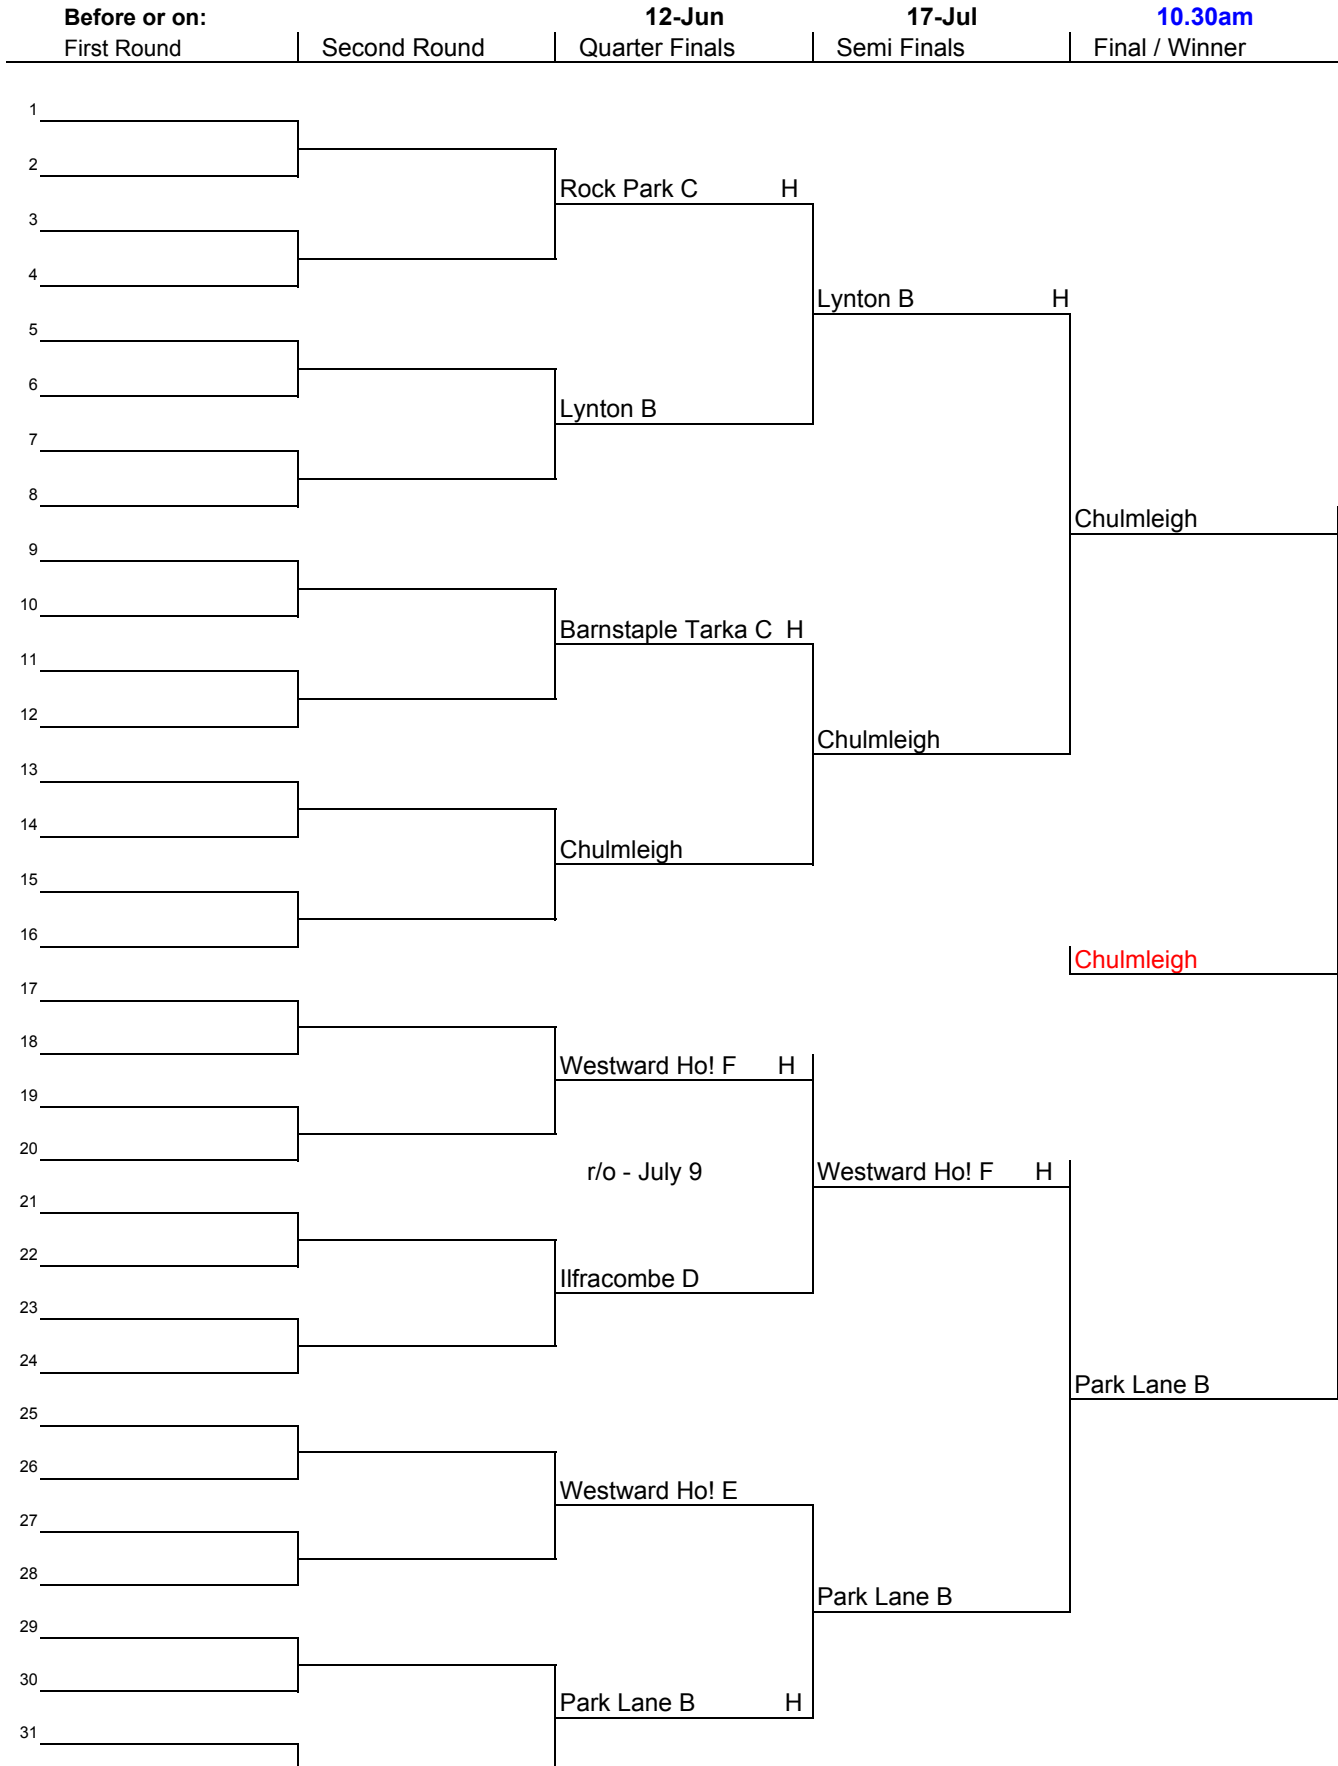 Before or on: 12-Jun 17-Jul 10.30am
First Round Second Round Quarter Finals Semi Finals Final / Winner
1
2
Rock Park C H
3
4
Lynton B H
5
6
Lynton B
7
8
Chulmleigh
9
10
Barnstaple Tarka C H
11
12
Chulmleigh
13
14
Chulmleigh
15
16
Chulmleigh
17
18
Westward Ho! F H
19
20
r/o - July 9 Westward Ho! F H
21
22
Ilfracombe D
23
24
Park Lane B
25
26
Westward Ho! E
27
28
Park Lane B
29
30
Park Lane B H
31